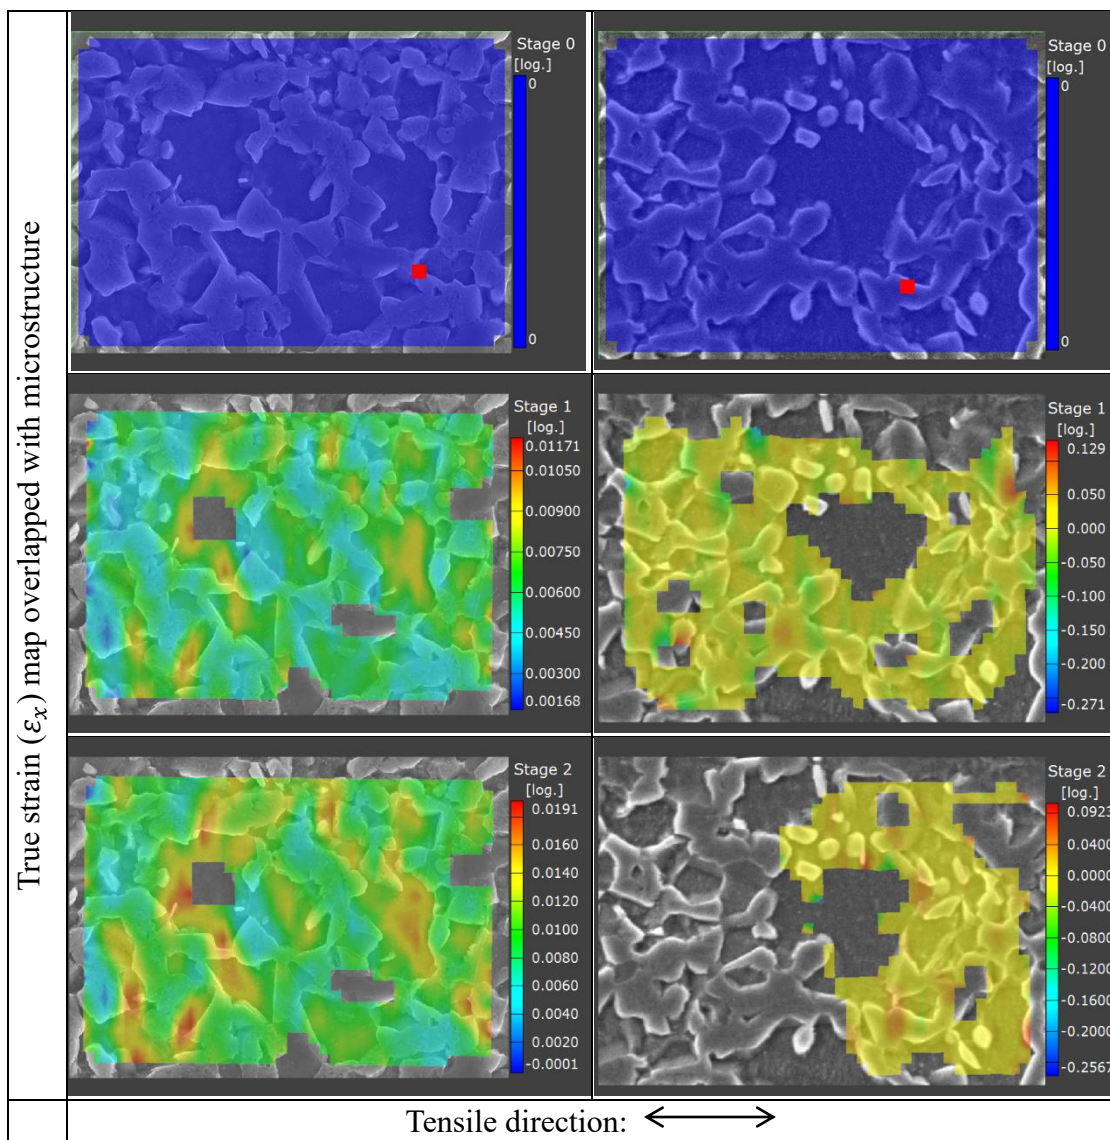 True strain (εx) map overlapped with microstructure
Stage 0
[log.]
0
0
Stage 0
[log.]
0
0
Stage 1
[log.]
0.01171
0.01050
0.00900
0.00750
0.00600
0.00450
0.00300
0.00168
Stage 1
[log.]
0.129
0.050
0.000
-0.050
-0.100
-0.150
-0.200
-0.271
Stage 2
[log.]
0.0191
0.0160
0.0140
0.0120
0.0100
0.0080
0.0060
0.0040
0.0020
-0.0001
Stage 2
[log.]
0.0923
0.0400
0.0000
-0.0400
-0.0800
-0.1200
-0.1600
-0.2000
-0.2567
Tensile direction: